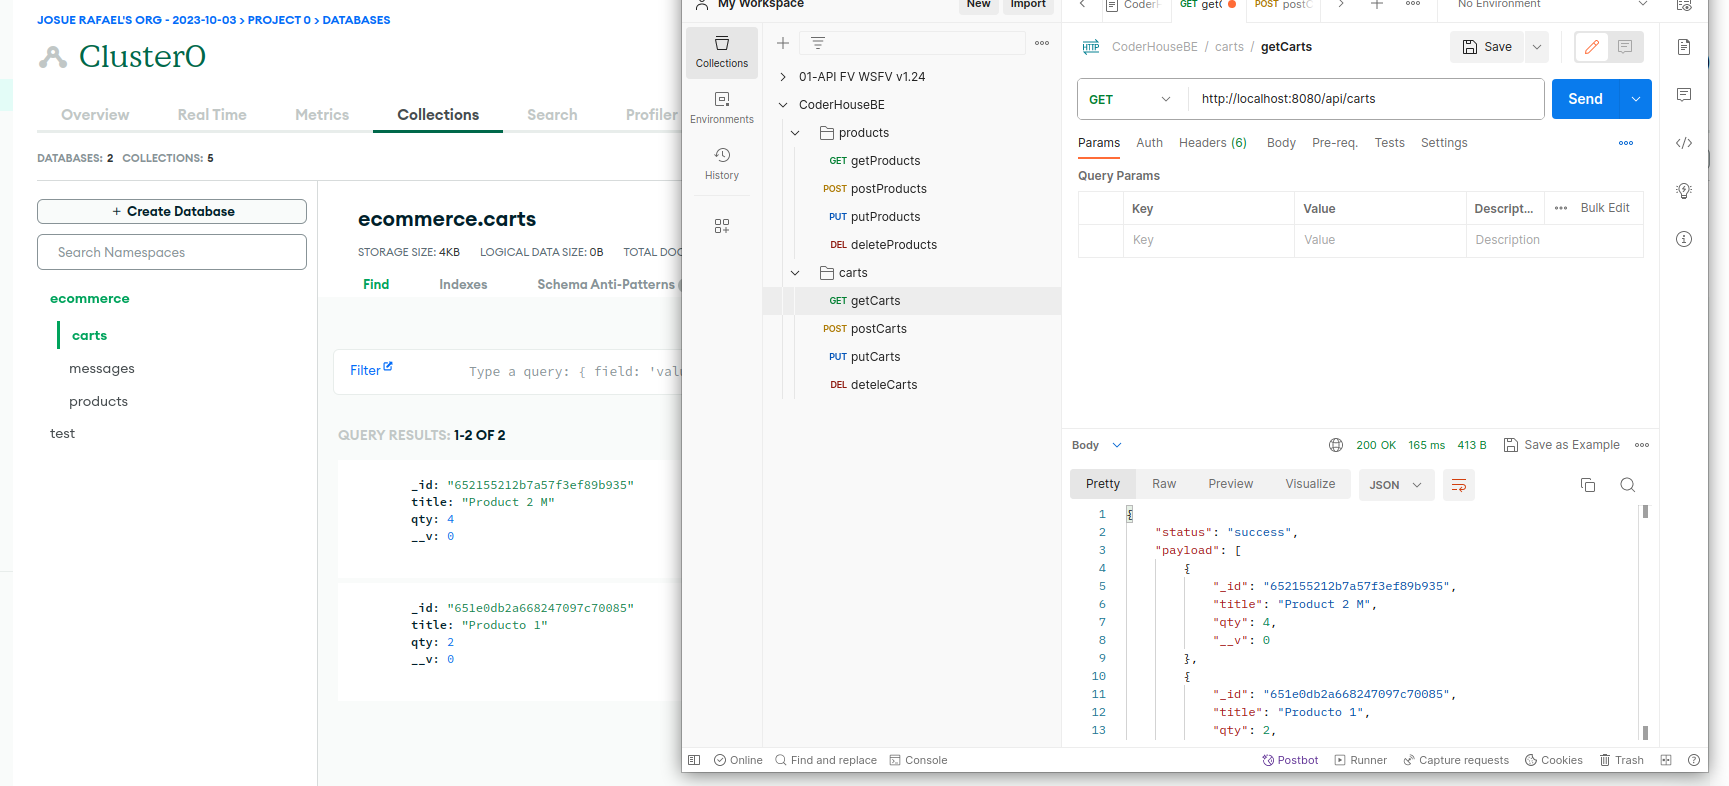 JOSUE RAFAEL'S ORG - 2023-10-03 > PROJECT 0 > DATABASES
Cluster0
Overview Real Time Metrics Collections Search Profiler
DATABASES: 2 COLLECTIONS: 5
+ Create Database
Search Namespaces
ecommerce
carts
messages
products
test
ecommerce.carts
STORAGE SIZE: 4KB LOGICAL DATA SIZE: 0B TOTAL DOC
Find Indexes Schema Anti-Patterns
Filter Type a query: { field: 'valu
QUERY RESULTS: 1-2 OF 2
_id: "652155212b7a57f3ef89b935"
title: "Product 2 M"
qty: 4
__v: 0
_id: "651e0db2a668247097c70085"
title: "Producto 1"
qty: 2
__v: 0
My Workspace New Import
Collections
Environments
History
01-API FV WSFV v1.24
CoderHouseBE
products
GET getProducts
POST postProducts
PUT putProducts
DEL deleteProducts
carts
GET getCarts
POST postCarts
PUT putCarts
DEL deteleCarts
Coder GET get POST post No Environment
HTTP CoderHouseBE / carts / getCarts Save
GET http://localhost:8080/api/carts Send
Params Auth Headers (6) Body Pre-req. Tests Settings
Query Params
Key Value Descript... Bulk Edit
Key Value Description
Body 200 OK 165 ms 413 B Save as Example
Pretty Raw Preview Visualize JSON
1 {
2 "status": "success",
3 "payload": [
4 {
5 "_id": "652155212b7a57f3ef89b935",
6 "title": "Product 2 M",
7 "qty": 4,
8 "__v": 0
9 },
10 {
11 "_id": "651e0db2a668247097c70085",
12 "title": "Producto 1",
13 "qty": 2,
Online Find and replace Console Postbot Runner Capture requests Cookies Trash